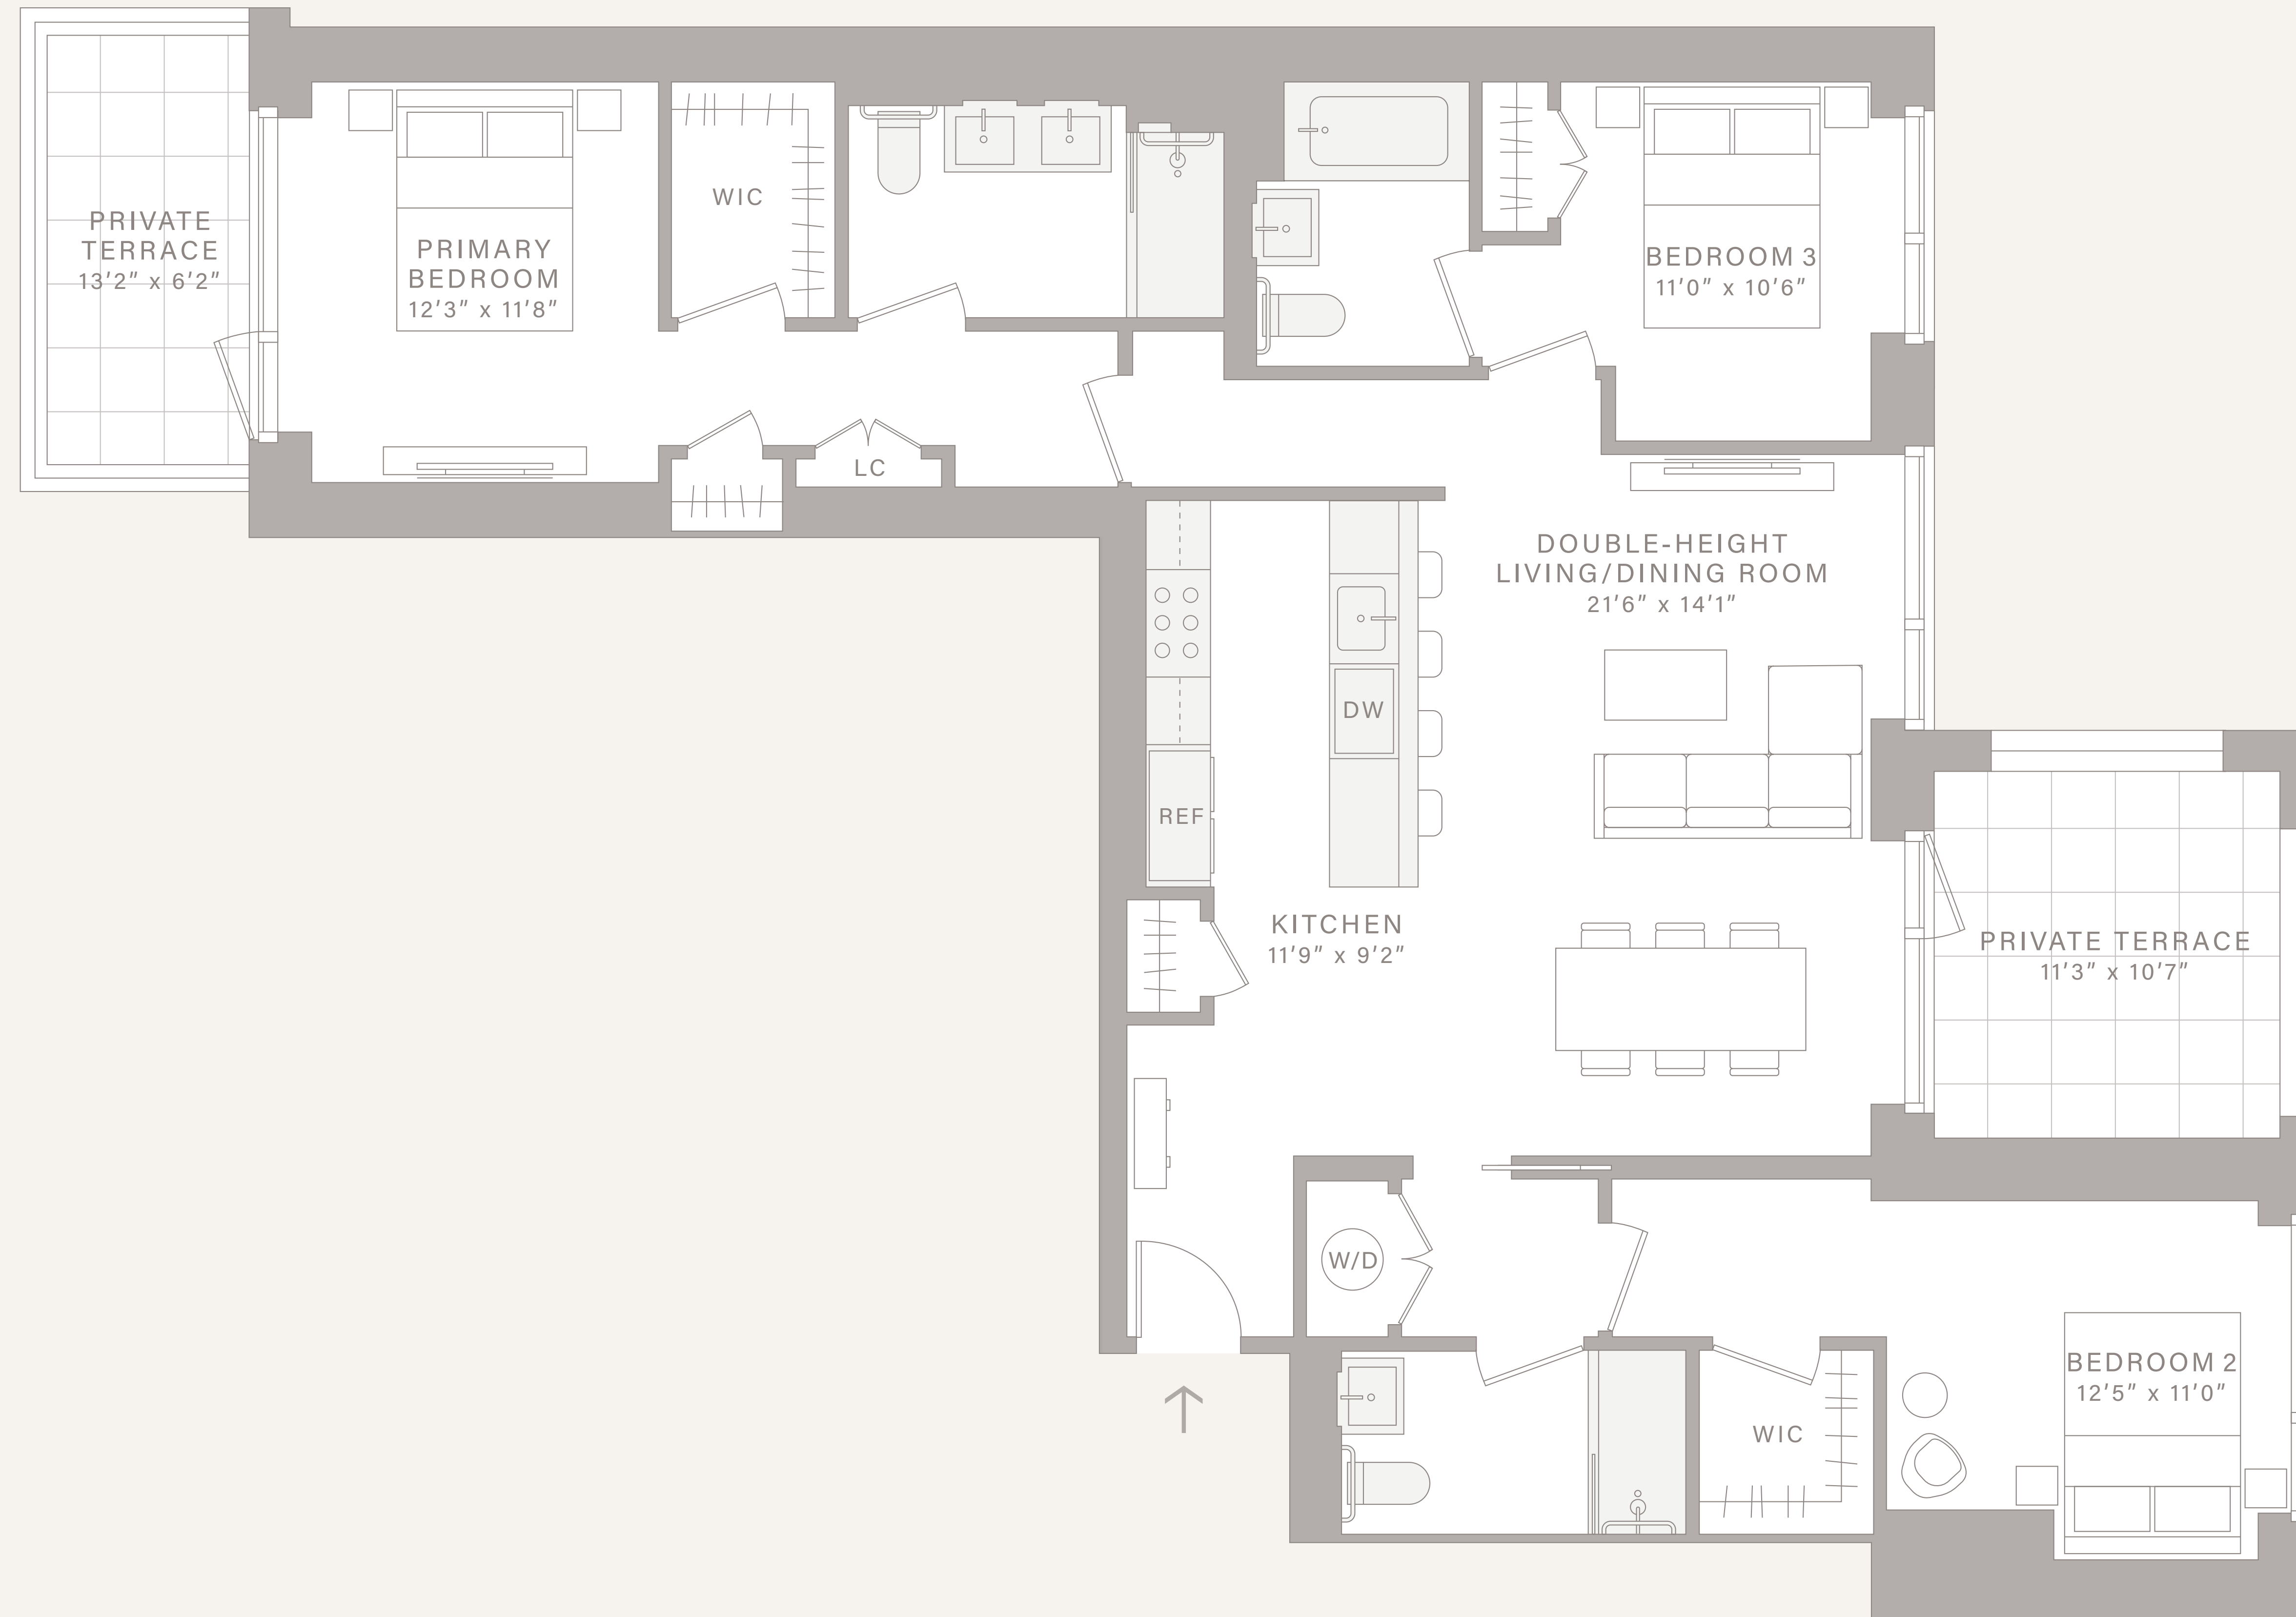 PRIVATE
TERRACE
13’2” x 6’2”
PRIMARY
BEDROOM
12’3” x 11’8”
WIC
LC
BEDROOM 3
11’0” x 10’6”
DOUBLE-HEIGHT
LIVING/DINING ROOM
21’6” x 14’1”
DW
REF
KITCHEN
11’9” x 9’2”
PRIVATE TERRACE
11’3” x 10’7”
W/D
WIC
BEDROOM 2
12’5” x 11’0”